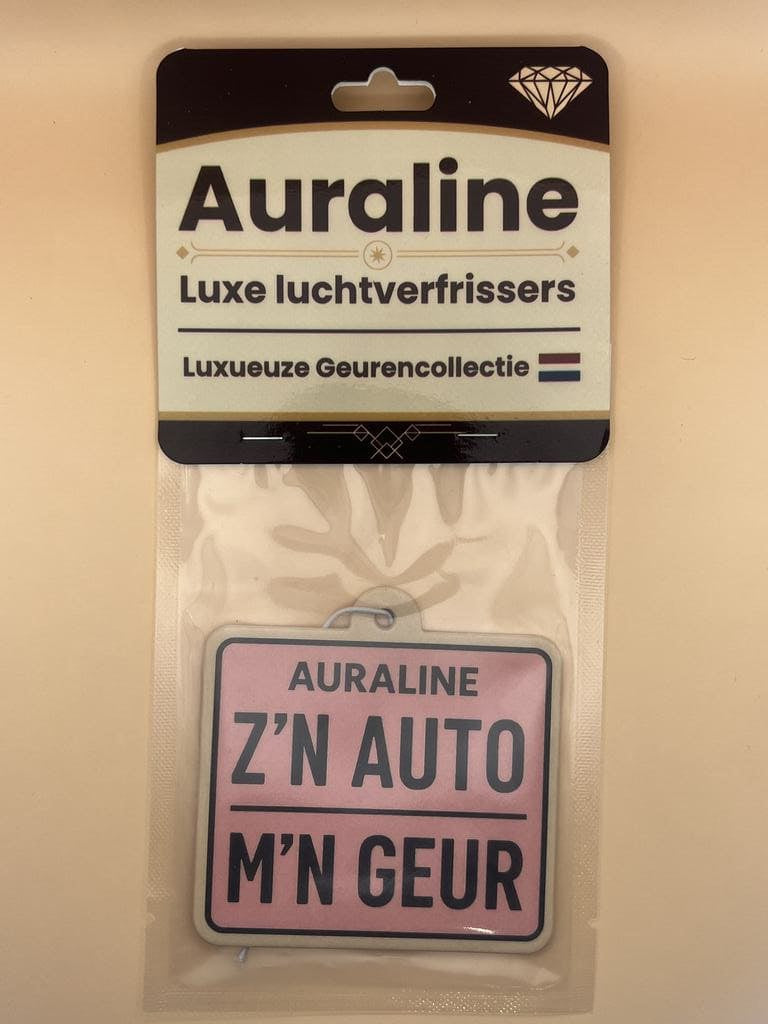 Auraline
Luxe luchtverfrissers
Luxueuze Geurencollectie
AURALINE
Z'N AUTO
M'N GEUR